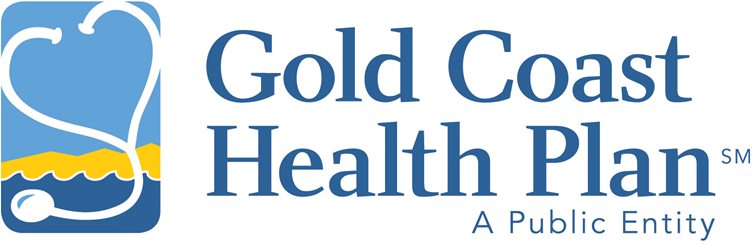 Gold Coast
Health Plan SM
A Public Entity